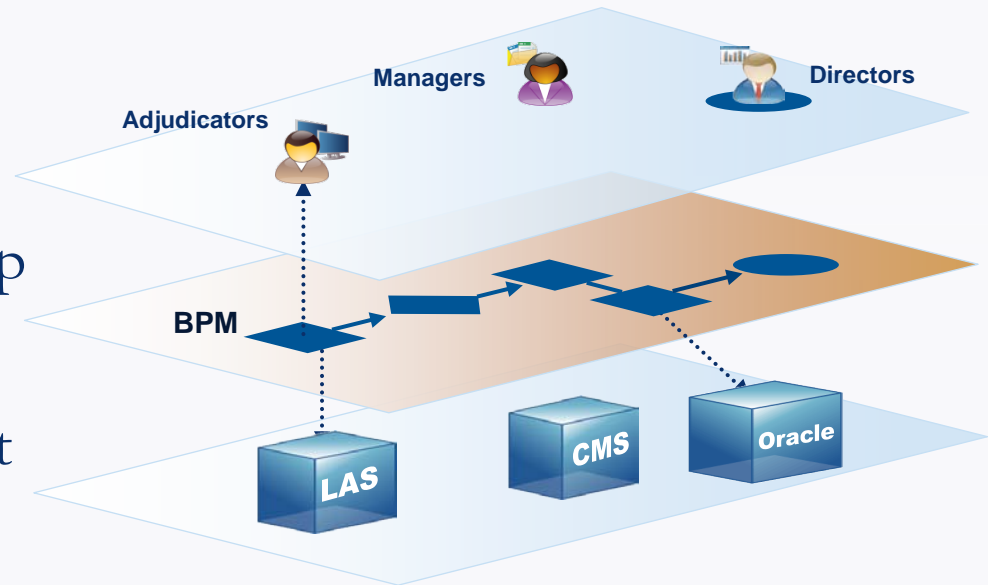 Managers
Directors
Adjudicators
p
BPM
t
LAS
CMS
Oracle